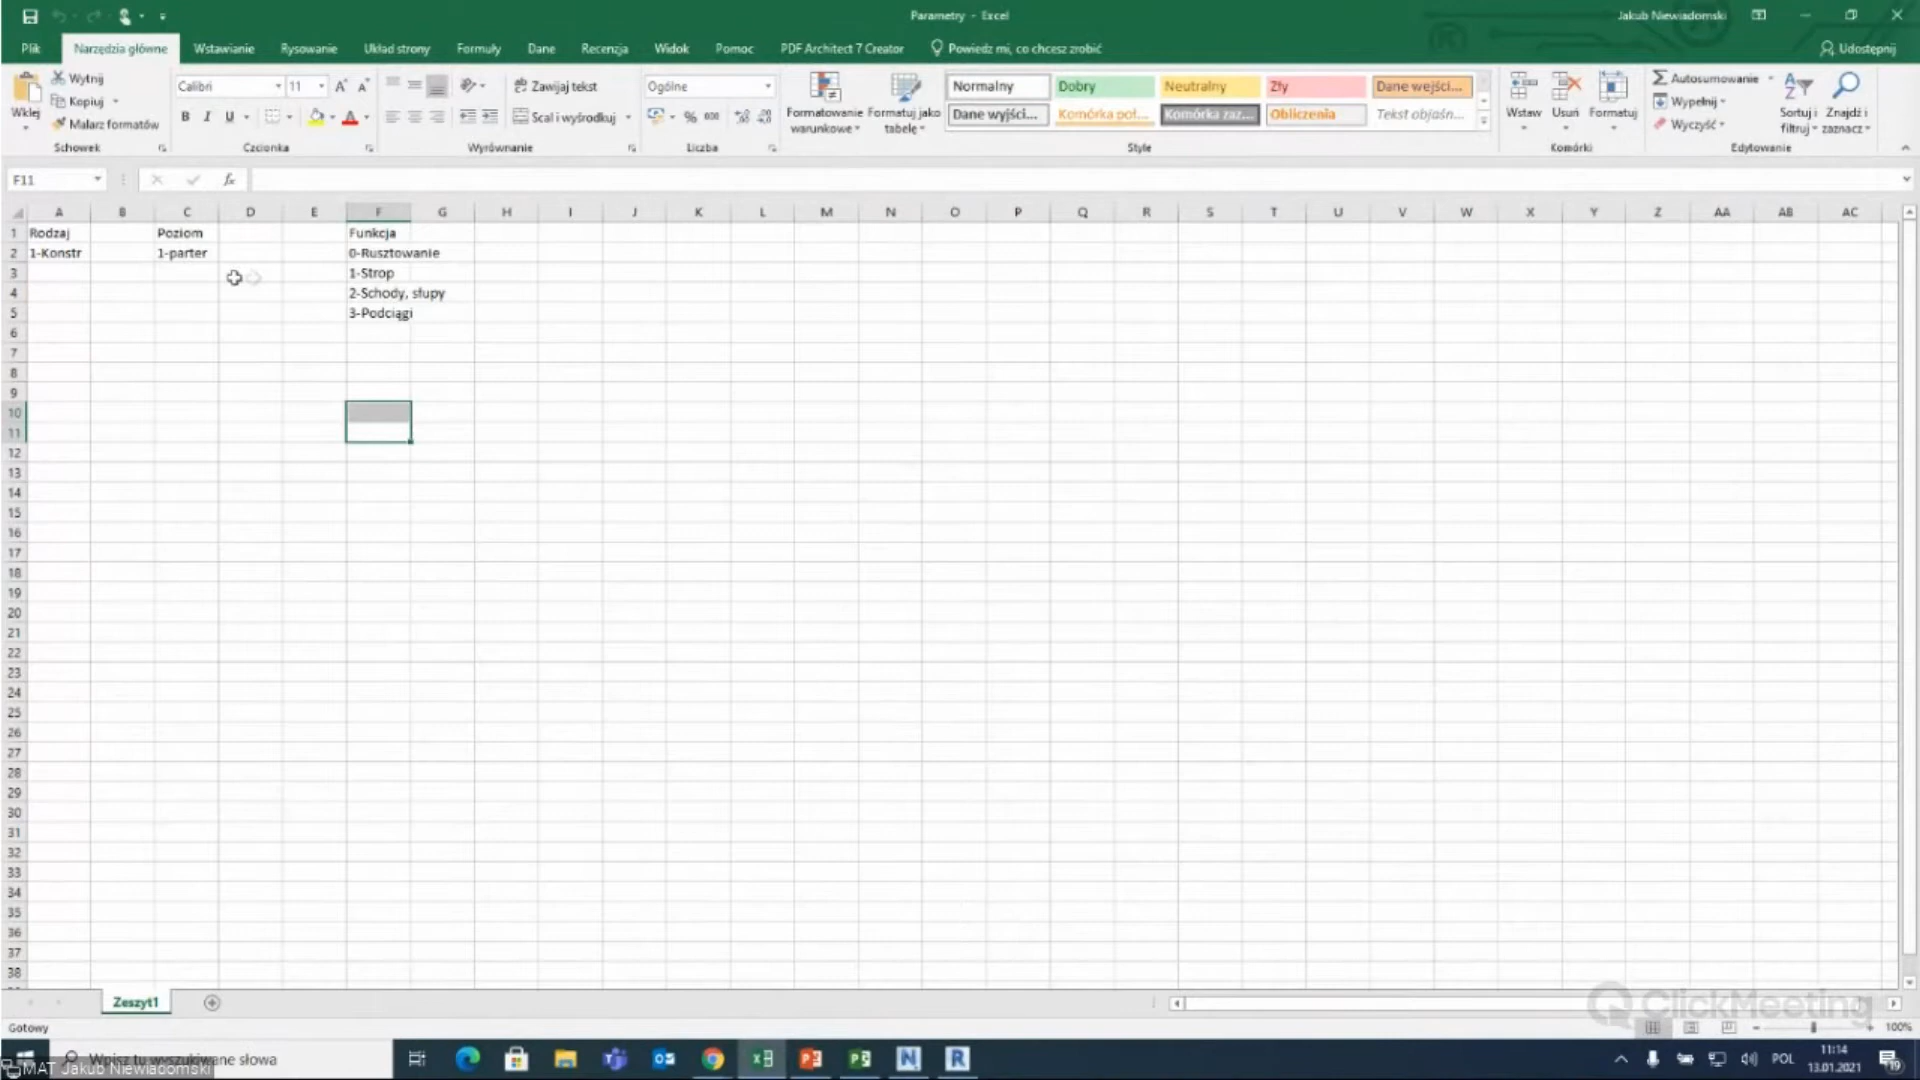 Parametry - Excel
Jakub Niewiadomski
Plik Narzędzia główne Wstawianie Rysowanie Układ strony Formuły Dane Recenzja Widok Pomoc PDF Architect 7 Creator Powiedz mi, co chcesz zrobić Udostępnij
Wklej
Wytnij
Kopiuj
Malarz formatów
Schowek
Calibri 11
B I U
Czcionka
Zawijaj tekst
Scal i wyśrodkuj
Wyrównanie
Ogólne
% 000
Liczba
Formatowanie warunkowe
Formatuj jako tabelę
Normalny Dobry Neutralny Zły Dane wejści...
Dane wyjści... Komórka poł... Komórka zaz... Obliczenia Tekst objaśn...
Style
Wstaw Usuń Formatuj
Komórki
Autosumowanie
Wypełnij
Wyczyść
Sortuj i filtruj
Znajdź i zaznacz
Edytowanie
F11
fx
A B C D E F G H I J K L M N O P Q R S T U V W X Y Z AA AB AC
1 Rodzaj Poziom Funkcja
2 1-Konstr 1-parter 0-Rusztowanie
3 1-Strop
4 2-Schody, słupy
5 3-Podciągi
6
7
8
9
10
11
12
13
14
15
16
17
18
19
20
21
22
23
24
25
26
27
28
29
30
31
32
33
34
35
36
37
38
Zeszyt1
ClickMeeting
Gotowy
100%
Wpisz tu wyszukiwane słowa
MAT Jakub Niewiadomski
POL
11:14
13.01.2021
19